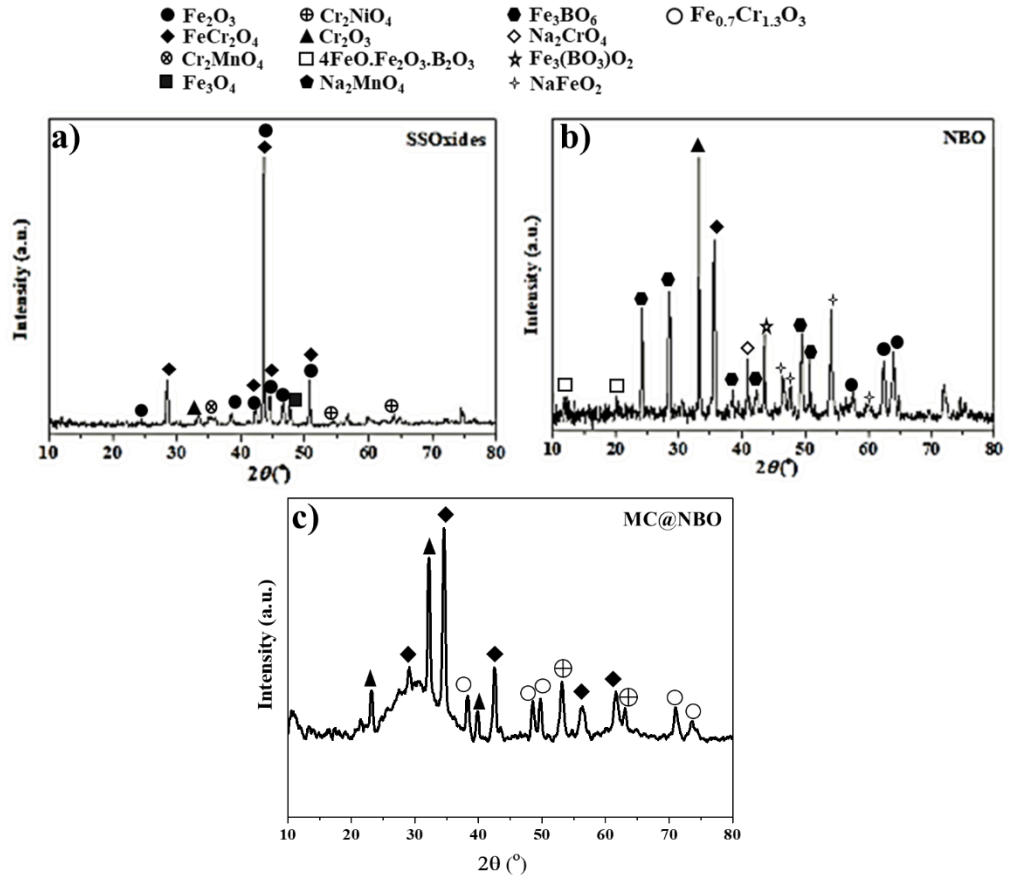 ● Fe₂O₃ ⊕ Cr₂NiO₄ ⬢ Fe₃BO₆ ○ Fe₀.₇Cr₁.₃O₃
◆ FeCr₂O₄ ▲ Cr₂O₃ ◇ Na₂CrO₄
⊗ Cr₂MnO₄ □ 4FeO.Fe₂O₃.B₂O₃ ☆ Fe₃(BO₃)O₂
■ Fe₃O₄ ⬟ Na₂MnO₄ ✧ NaFeO₂
a) SSOxides
Intensity (a.u.)
10 20 30 40 50 60 70 80
2θ(°)
b) NBO
Intensity (a.u.)
10 20 30 40 50 60 70 80
2θ(°)
c) MC@NBO
Intensity (a.u.)
10 20 30 40 50 60 70 80
2θ (°)